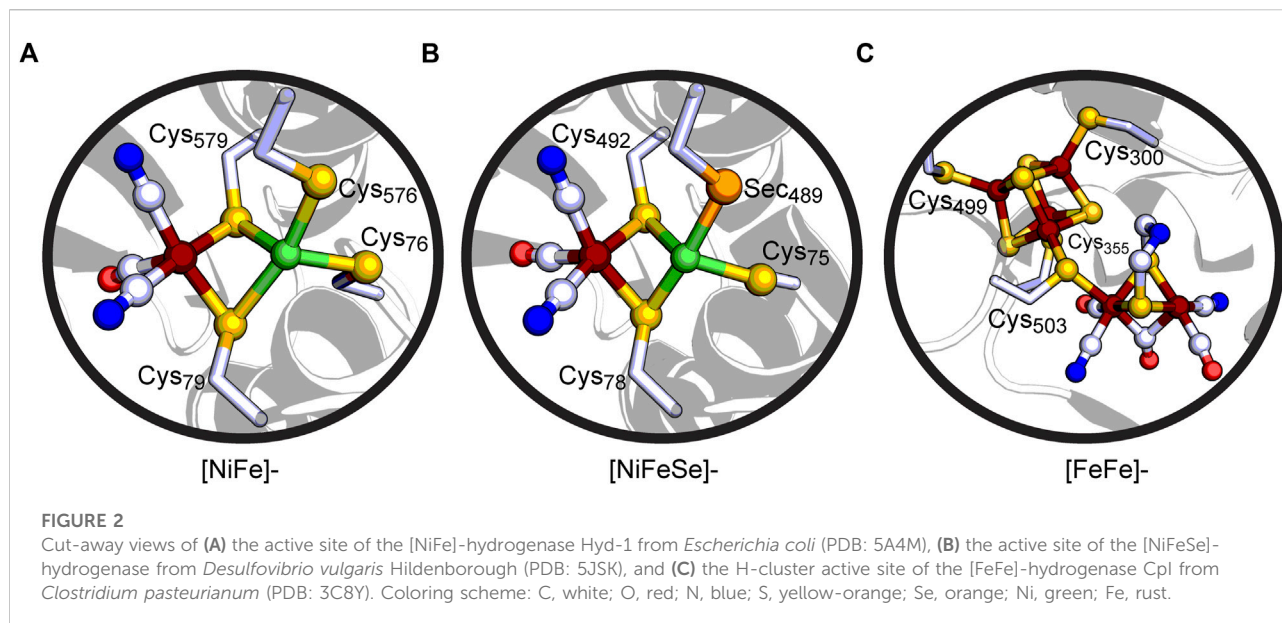 A
B
C
Cys579
Cys576
Cys76
Cys79
Cys492
Sec489
Cys75
Cys78
Cys300
Cys499
Cys355
Cys503
[NiFe]-
[NiFeSe]-
[FeFe]-
FIGURE 2
Cut-away views of (A) the active site of the [NiFe]-hydrogenase Hyd-1 from Escherichia coli (PDB: 5A4M), (B) the active site of the [NiFeSe]-
hydrogenase from Desulfovibrio vulgaris Hildenborough (PDB: 5JSK), and (C) the H-cluster active site of the [FeFe]-hydrogenase CpI from
Clostridium pasteurianum (PDB: 3C8Y). Coloring scheme: C, white; O, red; N, blue; S, yellow-orange; Se, orange; Ni, green; Fe, rust.